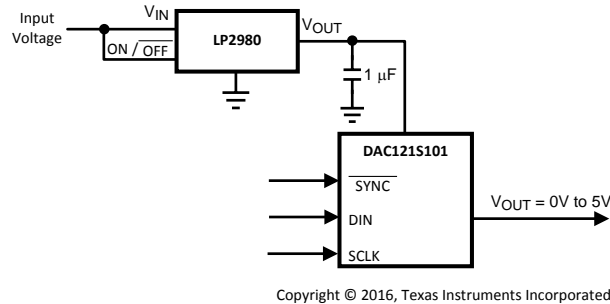 Input
Voltage
VIN
ON / OFF
LP2980
VOUT
1 μF
DAC121S101
SYNC
DIN
SCLK
VOUT = 0V to 5V
Copyright © 2016, Texas Instruments Incorporated